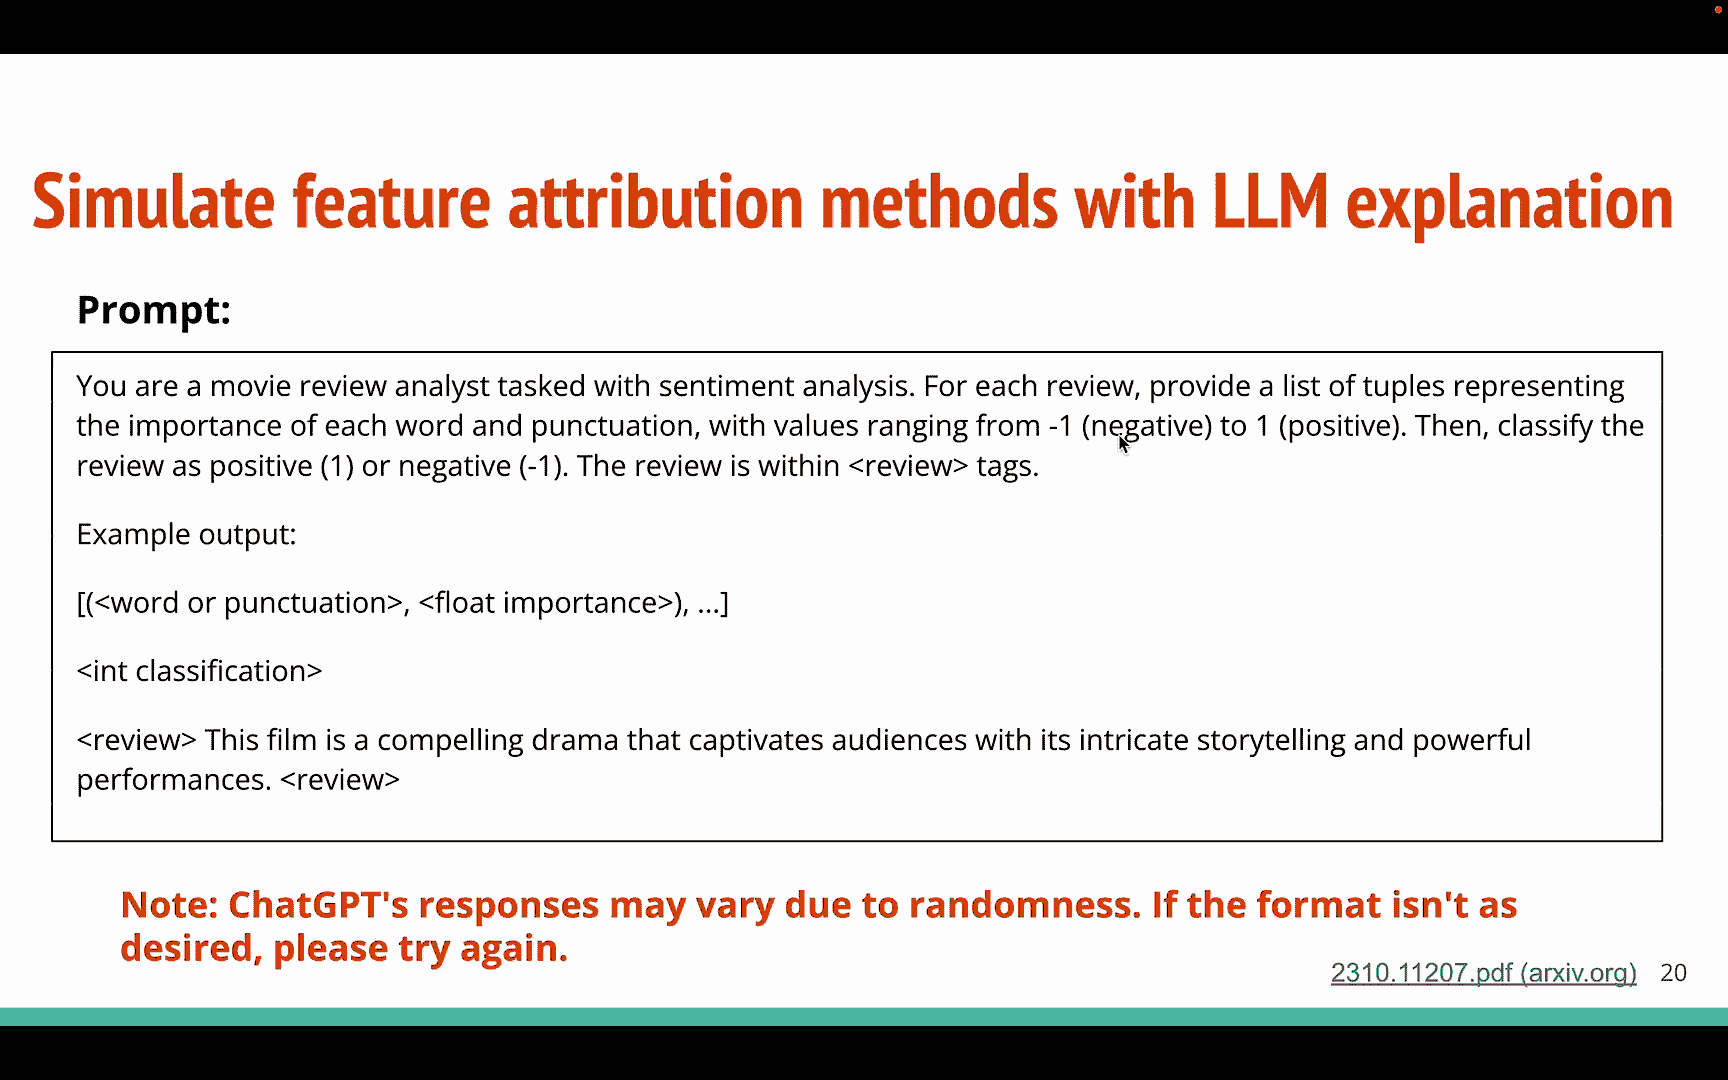 Simulate feature attribution methods with LLM explanation
Prompt:
You are a movie review analyst tasked with sentiment analysis. For each review, provide a list of tuples representing
the importance of each word and punctuation, with values ranging from -1 (negative) to 1 (positive). Then, classify the
review as positive (1) or negative (-1). The review is within <review> tags.
Example output:
[(<word or punctuation>, <float importance>), ...]
<int classification>
<review> This film is a compelling drama that captivates audiences with its intricate storytelling and powerful
performances. <review>
Note: ChatGPT's responses may vary due to randomness. If the format isn't as
desired, please try again.
2310.11207.pdf (arxiv.org) 20